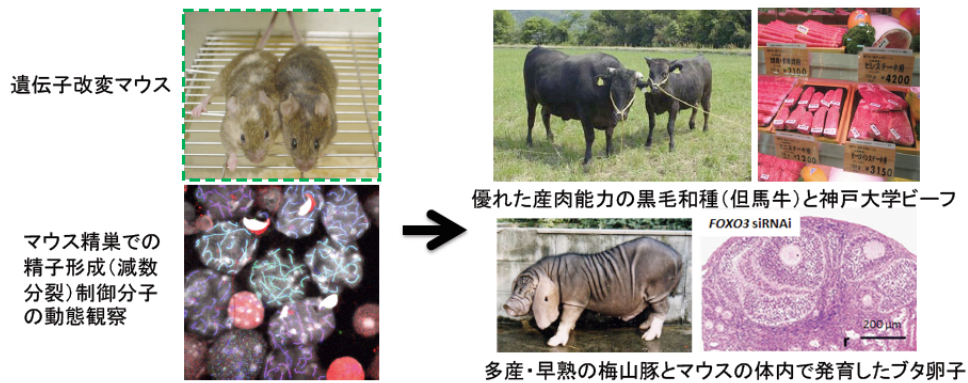 遺伝子改変マウス
マウス精巣での
精子形成(減数
分裂)制御分子
の動態観察
¥4200
¥3150
優れた産肉能力の黒毛和種(但馬牛)と神戸大学ビーフ
FOXO3 siRNAi
200 μm
r
多産・早熟の梅山豚とマウスの体内で発育したブタ卵子